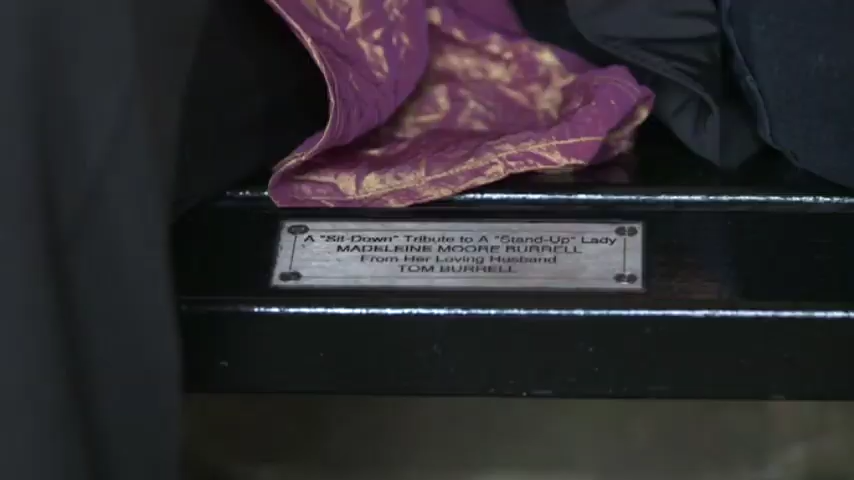 A "Sit-Down" Tribute to A "Stand-Up" Lady
MADELEINE MOORE BURRELL
From Her Loving Husband
TOM BURRELL